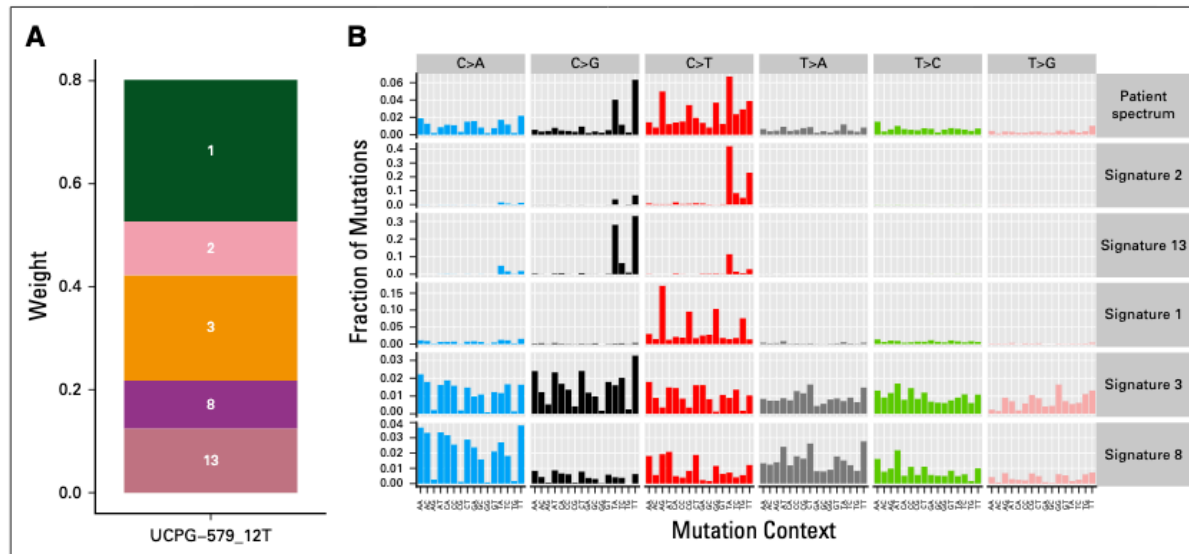 A
B
Weight
0.8
0.6
0.4
0.2
0.0
1
2
3
8
13
UCPG–579_12T
Fraction of Mutations
C>A C>G C>T T>A T>C T>G
0.06
0.04
0.02
0.00
Patient
spectrum
0.4
0.3
0.2
0.1
0.0
Signature 2
0.3
0.2
0.1
0.0
Signature 13
0.15
0.10
0.05
0.00
Signature 1
0.03
0.02
0.01
0.00
Signature 3
0.04
0.03
0.02
0.01
0.00
Signature 8
Mutation Context